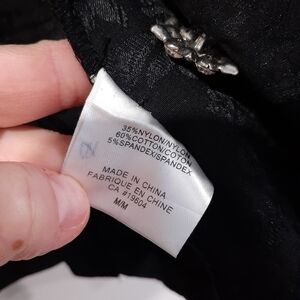 35%NYLON/NYLON
60%COTTON/COTON
5%SPANDEX/SPANDEX
MADE IN CHINA
FABRIQUE EN CHINE
CA #19604
M/M